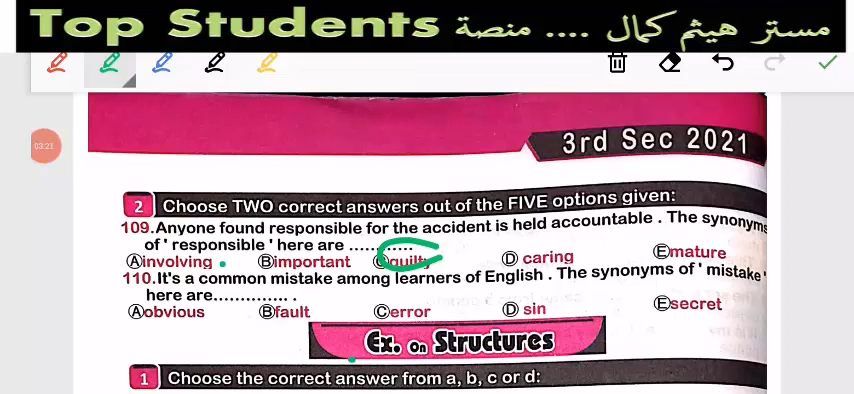 Top Students مستر هيثم كمال .... منصة
03:21
3rd Sec 2021
2 Choose TWO correct answers out of the FIVE options given:
109.Anyone found responsible for the accident is held accountable . The synonyms
of ' responsible ' here are ............
Ⓐinvolving Ⓑimportant Ⓒguilty Ⓓ caring Ⓔmature
110.It's a common mistake among learners of English . The synonyms of ' mistake '
here are.............. .
Ⓐobvious Ⓑfault Ⓒerror Ⓓ sin Ⓔsecret
Ex. on Structures
1 Choose the correct answer from a, b, c or d: